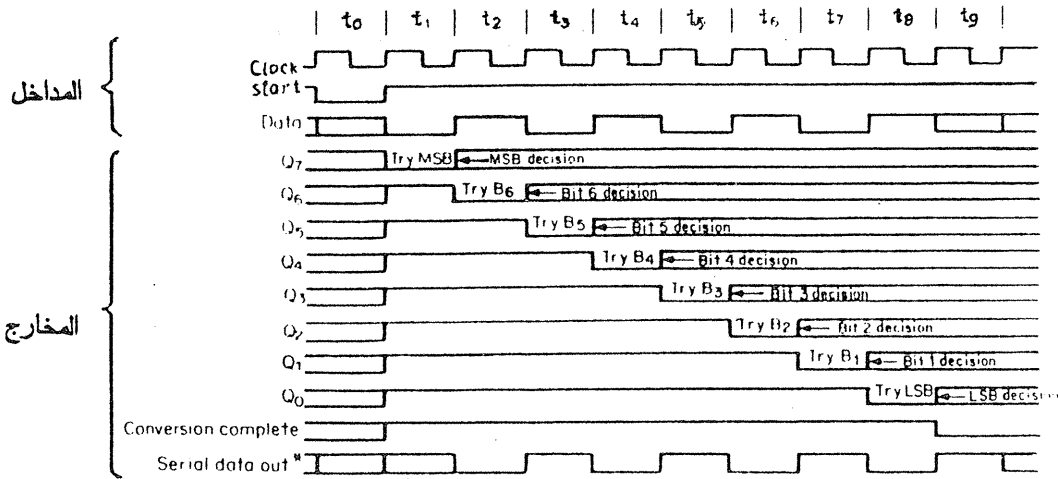 t0 t1 t2 t3 t4 t5 t6 t7 t8 t9
المداخل
Clock
start
Data
المخارج
Q7 Try MSB MSB decision
Q6 Try B6 Bit 6 decision
Q5 Try B5 Bit 5 decision
Q4 Try B4 Bit 4 decision
Q3 Try B3 Bit 3 decision
Q2 Try B2 Bit 2 decision
Q1 Try B1 Bit 1 decision
Q0 Try LSB LSB decision
Conversion complete
Serial data out *